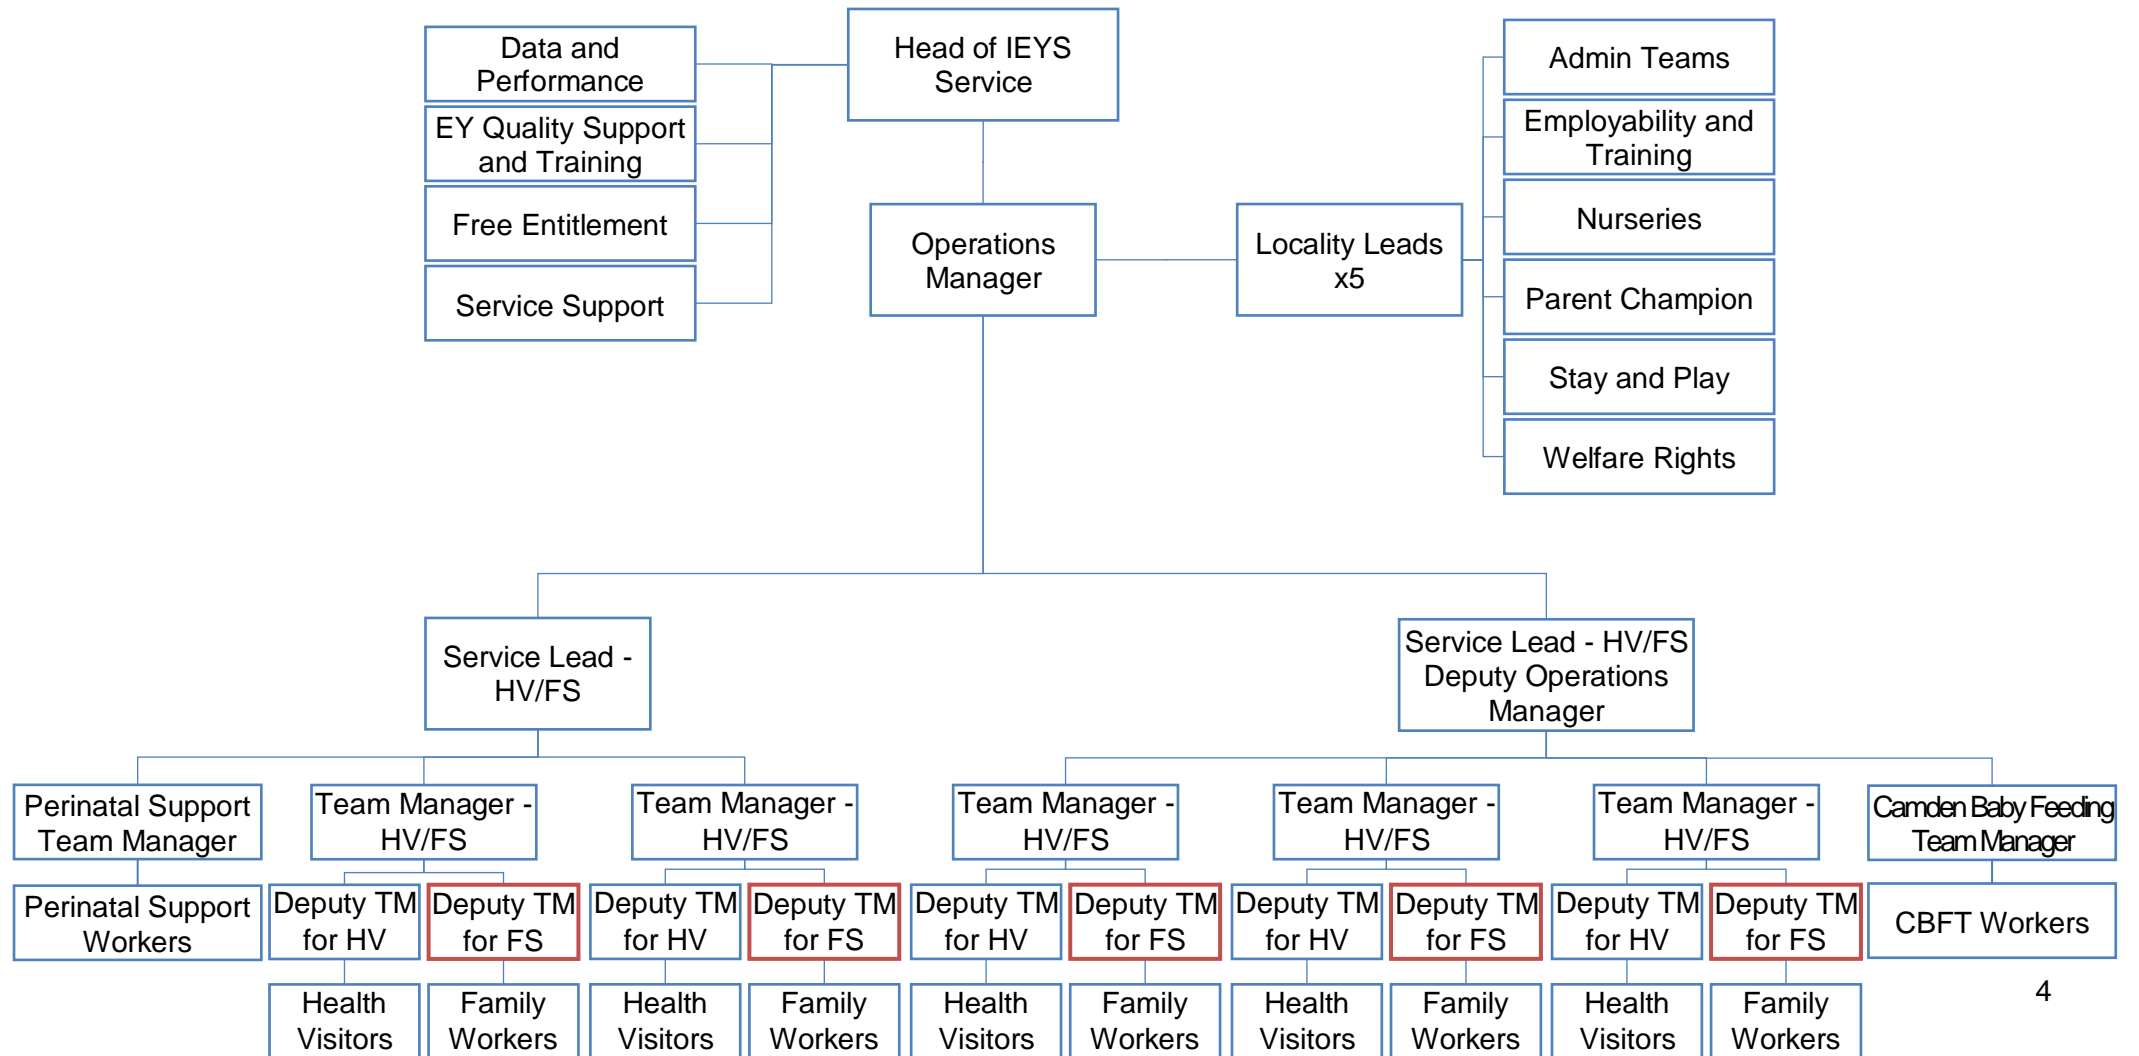 Data and
Performance
EY Quality Support
and Training
Free Entitlement
Service Support
Head of IEYS
Service
Operations
Manager
Locality Leads
x5
Admin Teams
Employability and
Training
Nurseries
Parent Champion
Stay and Play
Welfare Rights
Service Lead -
HV/FS
Service Lead - HV/FS
Deputy Operations
Manager
Perinatal Support
Team Manager
Team Manager -
HV/FS
Team Manager -
HV/FS
Team Manager -
HV/FS
Team Manager -
HV/FS
Team Manager -
HV/FS
Camden Baby Feeding
Team Manager
Perinatal Support
Workers
Deputy TM
for HV
Deputy TM
for FS
Deputy TM
for HV
Deputy TM
for FS
Deputy TM
for HV
Deputy TM
for FS
Deputy TM
for HV
Deputy TM
for FS
Deputy TM
for HV
Deputy TM
for FS
CBFT Workers
Health
Visitors
Family
Workers
Health
Visitors
Family
Workers
Health
Visitors
Family
Workers
Health
Visitors
Family
Workers
Health
Visitors
Family
Workers
4